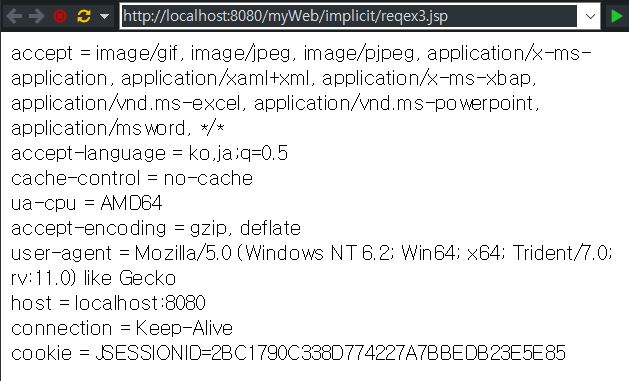 http://localhost:8080/myWeb/implicit/reqex3.jsp
accept = image/gif, image/jpeg, image/pjpeg, application/x-ms-
application, application/xaml+xml, application/x-ms-xbap,
application/vnd.ms-excel, application/vnd.ms-powerpoint,
application/msword, */*
accept-language = ko,ja;q=0.5
cache-control = no-cache
ua-cpu = AMD64
accept-encoding = gzip, deflate
user-agent = Mozilla/5.0 (Windows NT 6.2; Win64; x64; Trident/7.0;
rv:11.0) like Gecko
host = localhost:8080
connection = Keep-Alive
cookie = JSESSIONID=2BC1790C338D774227A7BBEDB23E5E85